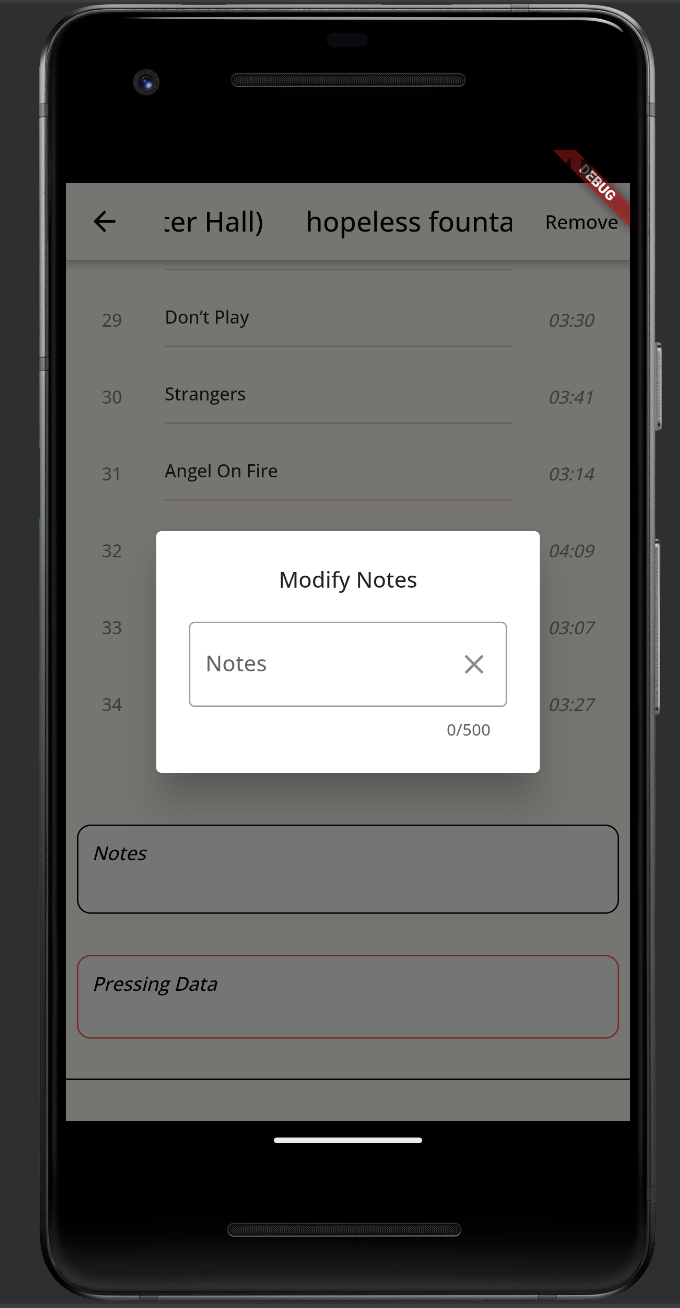 DEBUG
ter Hall) hopeless founta Remove
29 Don’t Play 03:30
30 Strangers 03:41
31 Angel On Fire 03:14
32 04:09
33 03:07
34 03:27
Modify Notes
Notes
0/500
Notes
Pressing Data